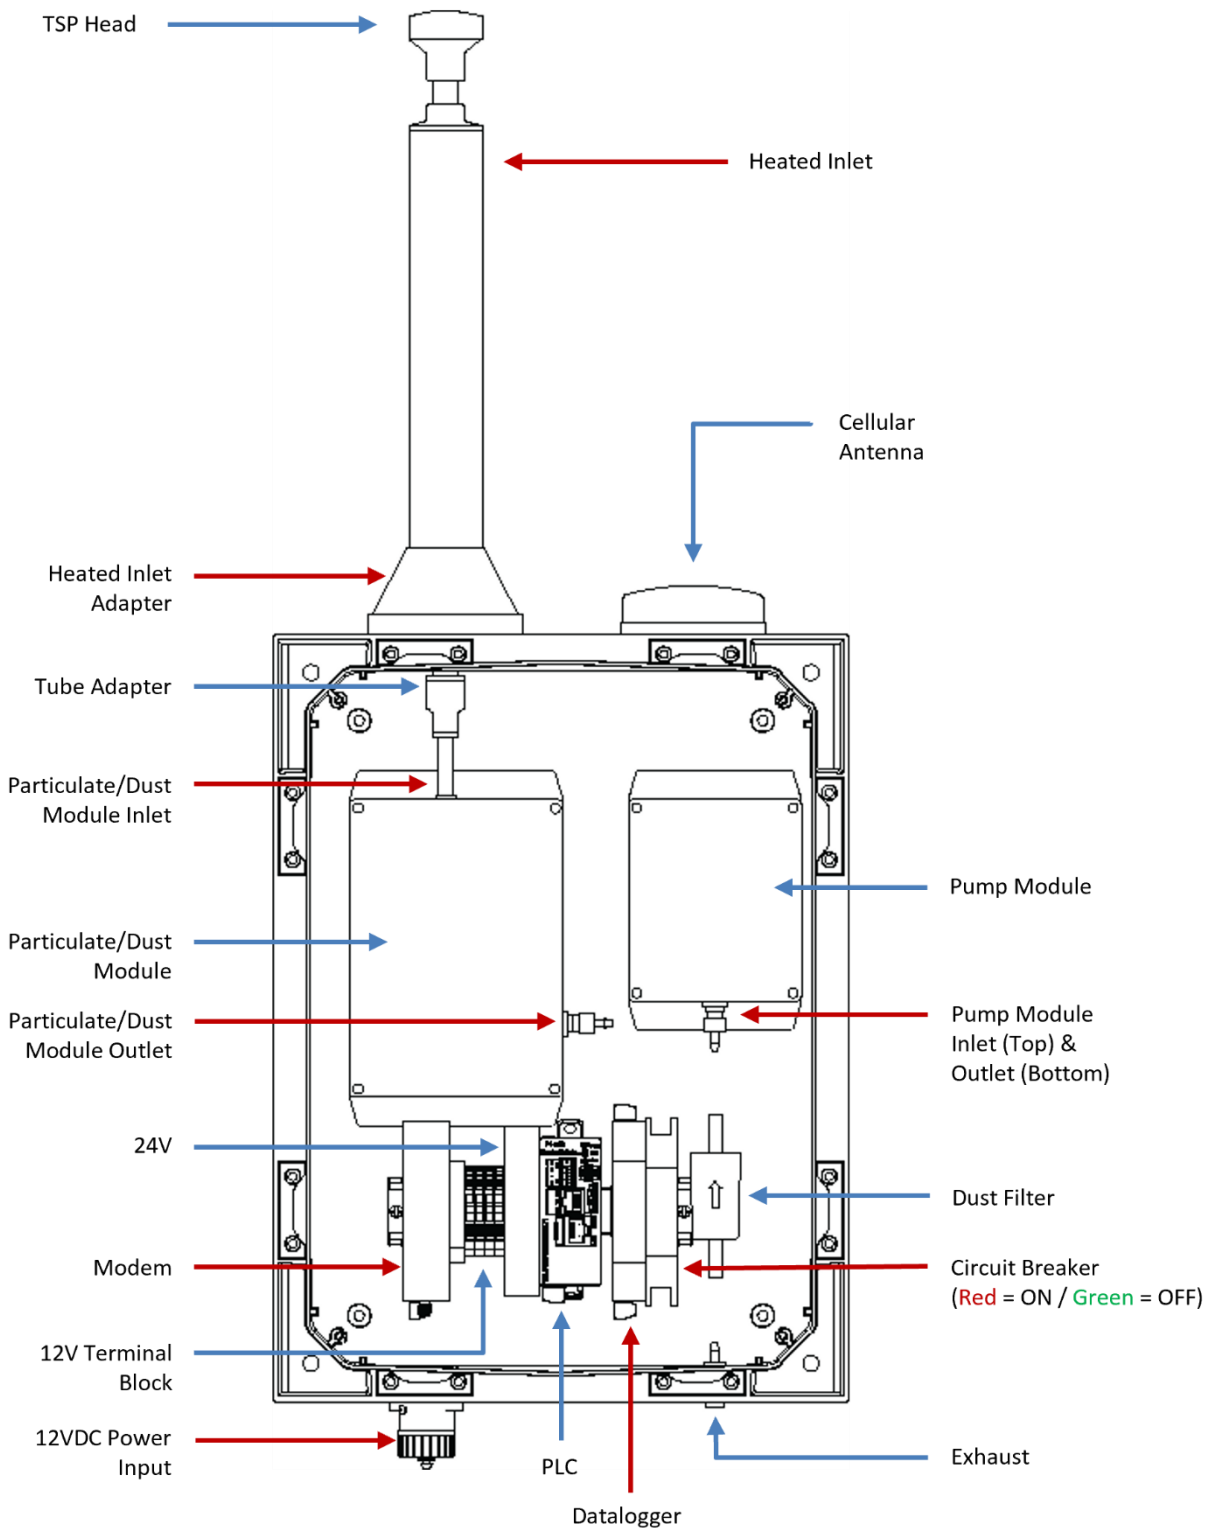 TSP Head
Heated Inlet
Cellular
Antenna
Heated Inlet
Adapter
Tube Adapter
Particulate/Dust
Module Inlet
Pump Module
Particulate/Dust
Module
Particulate/Dust
Module Outlet
Pump Module
Inlet (Top) &
Outlet (Bottom)
24V
Dust Filter
Modem
Circuit Breaker
(Red = ON / Green = OFF)
12V Terminal
Block
12VDC Power
Input
PLC
Exhaust
Datalogger